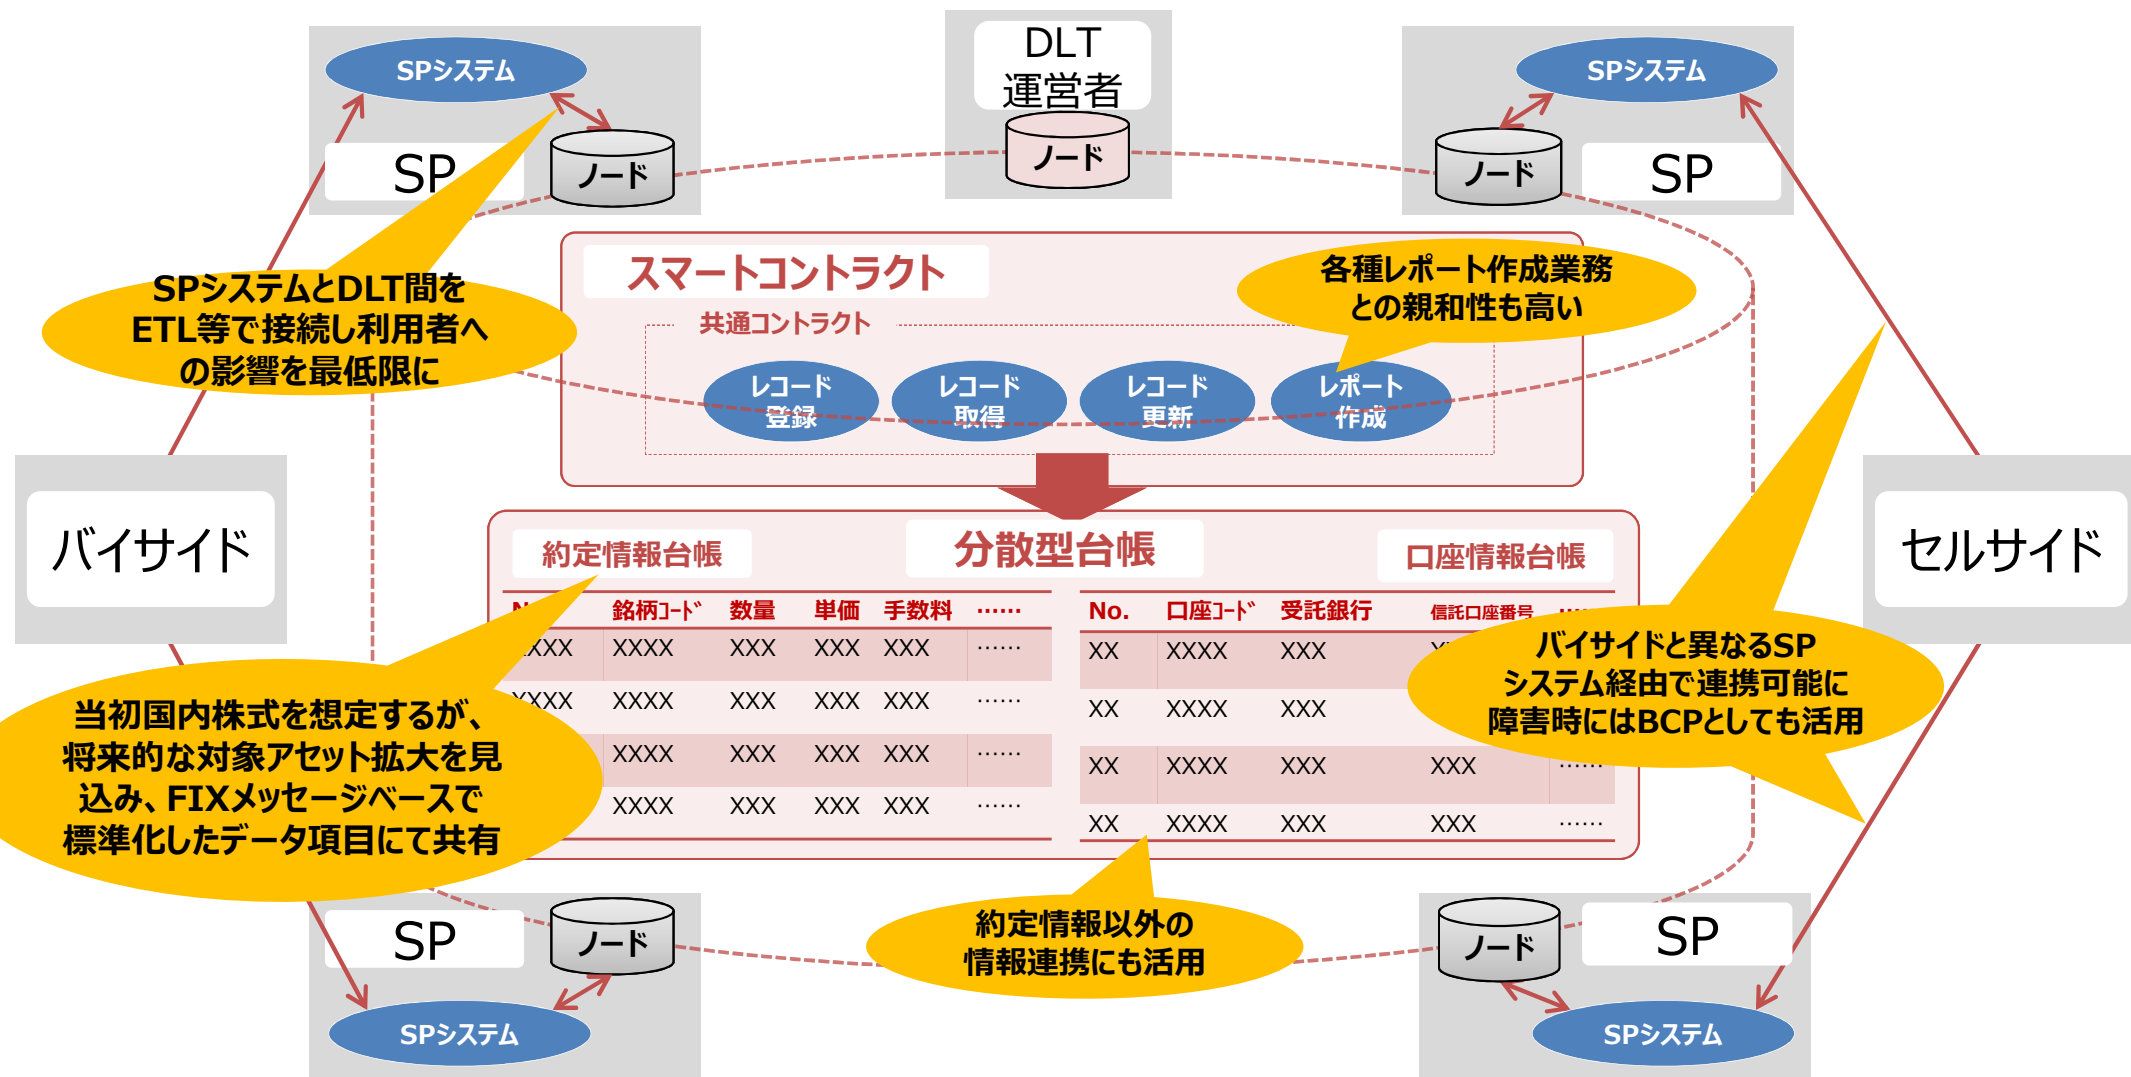 SPシステム
DLT
運営者
SPシステム
SP
ノード
ノード
ノード
SP
スマートコントラクト
各種レポート作成業務
との親和性も高い
SPシステムとDLT間を
ETL等で接続し利用者へ
の影響を最低限に
共通コントラクト
レコード
登録
レコード
取得
レコード
更新
レポート
作成
バイサイド
セルサイド
分散型台帳
約定情報台帳
口座情報台帳
銘柄ｺｰﾄﾞ 数量 単価 手数料 ……
XXXX XXX XXX XXX ……
XXXX XXXX XXX XXX XXX ……
XXXX XXX XXX XXX ……
XXXX XXX XXX XXX ……
No. 口座ｺｰﾄﾞ 受託銀行 信託口座番号
XX XXXX XXX
XX XXXX XXX
XX XXXX XXX XXX ……
XX XXXX XXX XXX ……
バイサイドと異なるSP
システム経由で連携可能に
障害時にはBCPとしても活用
当初国内株式を想定するが、
将来的な対象アセット拡大を見
込み、FIXメッセージベースで
標準化したデータ項目にて共有
約定情報以外の
情報連携にも活用
SP
ノード
ノード
SP
SPシステム
SPシステム